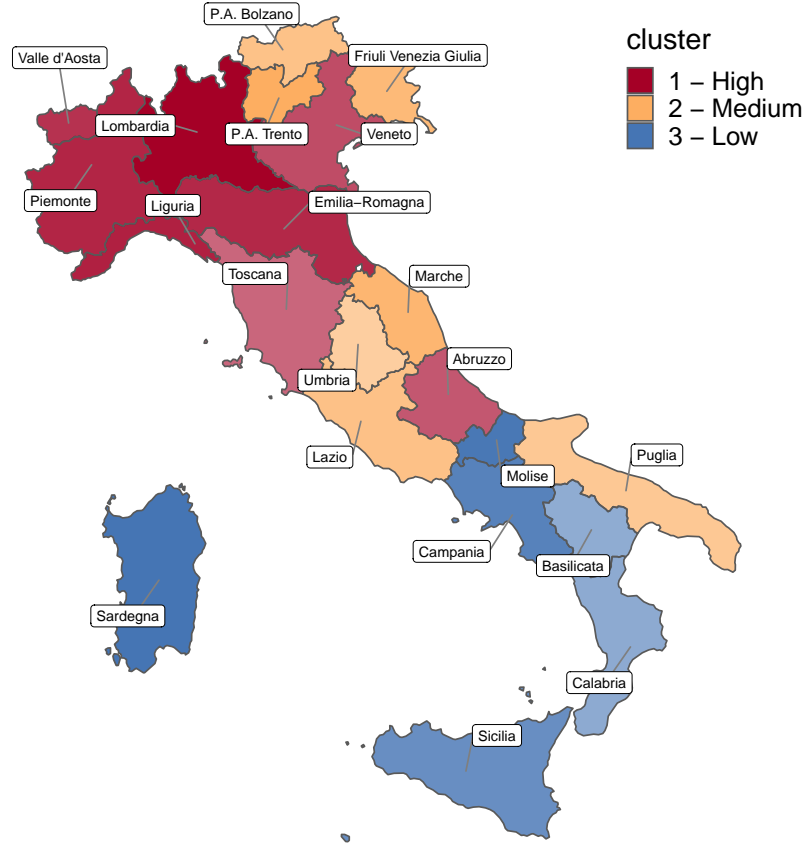 P.A. Bolzano
cluster
Valle d'Aosta
Friuli Venezia Giulia
1 − High
2 − Medium
3 − Low
Lombardia
P.A. Trento
Veneto
Piemonte
Liguria
Emilia−Romagna
Toscana
Marche
Abruzzo
Umbria
Lazio
Puglia
Molise
Campania
Basilicata
Sardegna
Calabria
Sicilia